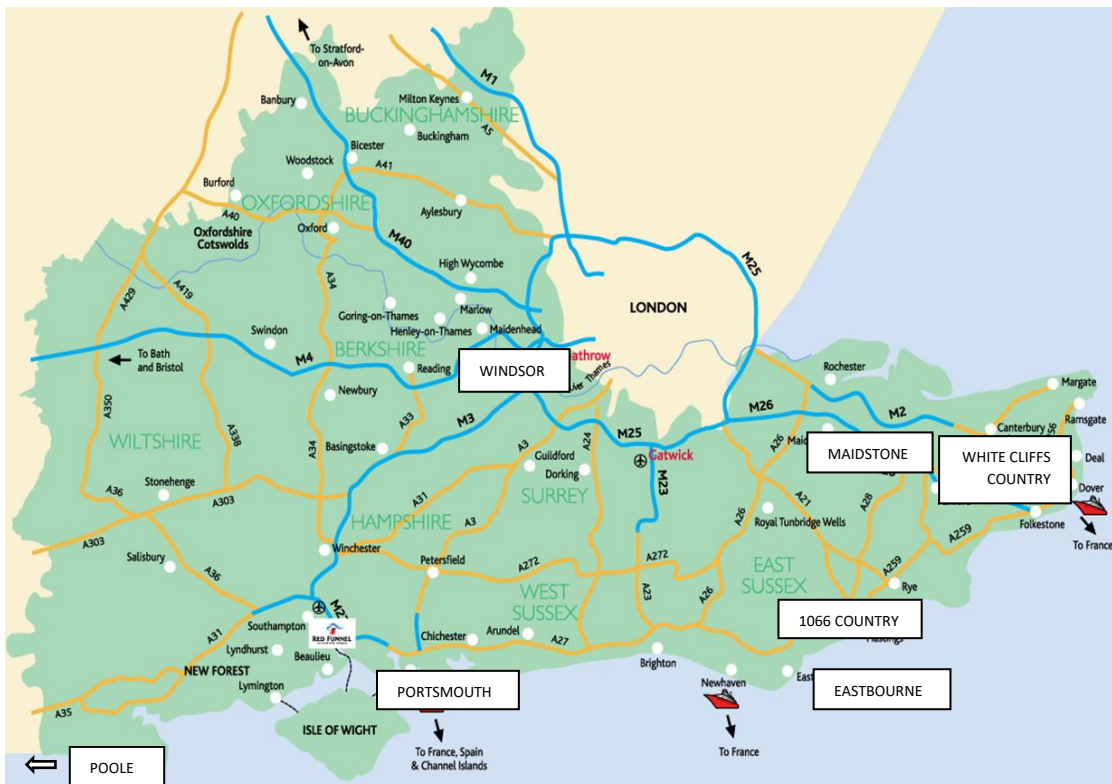 To Stratford-
on-Avon
M1
Banbury
Milton Keynes
BUCKINGHAMSHIRE
A5
Buckingham
Bicester
Woodstock
A41
Burford
OXFORDSHIRE
Aylesbury
A40
Oxford
Oxfordshire
Cotswolds
M40
M25
High Wycombe
A34
A429
A419
Goring-on-Thames
Marlow
LONDON
Henley-on-Thames
Maidenhead
Swindon
M4
BERKSHIRE
To Bath
and Bristol
Reading
WINDSOR
Thames
Rochester
Newbury
Margate
A350
A33
M3
M26
M2
Ramsgate
A338
WILTSHIRE
A34
Basingstoke
A3
A24
M25
A26
Canterbury
Gatwick
MAIDSTONE
WHITE CLIFFS
COUNTRY
Deal
Guildford
Dorking
M23
Stonehenge
A36
A303
A31
SURREY
A21
A28
Dover
Royal Tunbridge Wells
Folkestone
HAMPSHIRE
A3
A26
A303
Winchester
A259
To France
Salisbury
A36
Petersfield
A272
A272
EAST
SUSSEX
A259
WEST
SUSSEX
A23
A26
Rye
Southampton
RED FUNNEL
Chichester
Arundel
A27
1066 COUNTRY
Hastings
A31
Lyndhurst
Beaulieu
Brighton
NEW FOREST
Lymington
PORTSMOUTH
Newhaven
EASTBOURNE
A35
ISLE OF WIGHT
To France, Spain
& Channel Islands
To France
POOLE